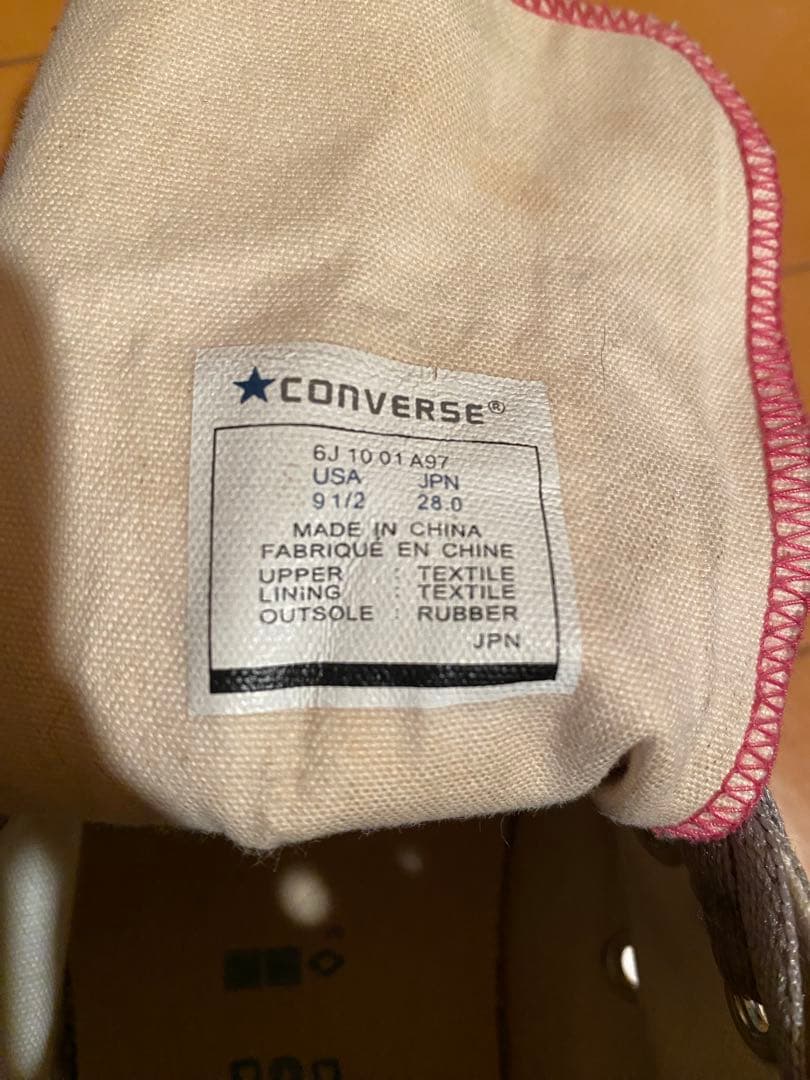 ★CONVERSE®
6J 10 01 A97
USA JPN
9 1/2 28.0
MADE IN CHINA
FABRIQUÉ EN CHINE
UPPER : TEXTILE
LINING : TEXTILE
OUTSOLE : RUBBER
JPN